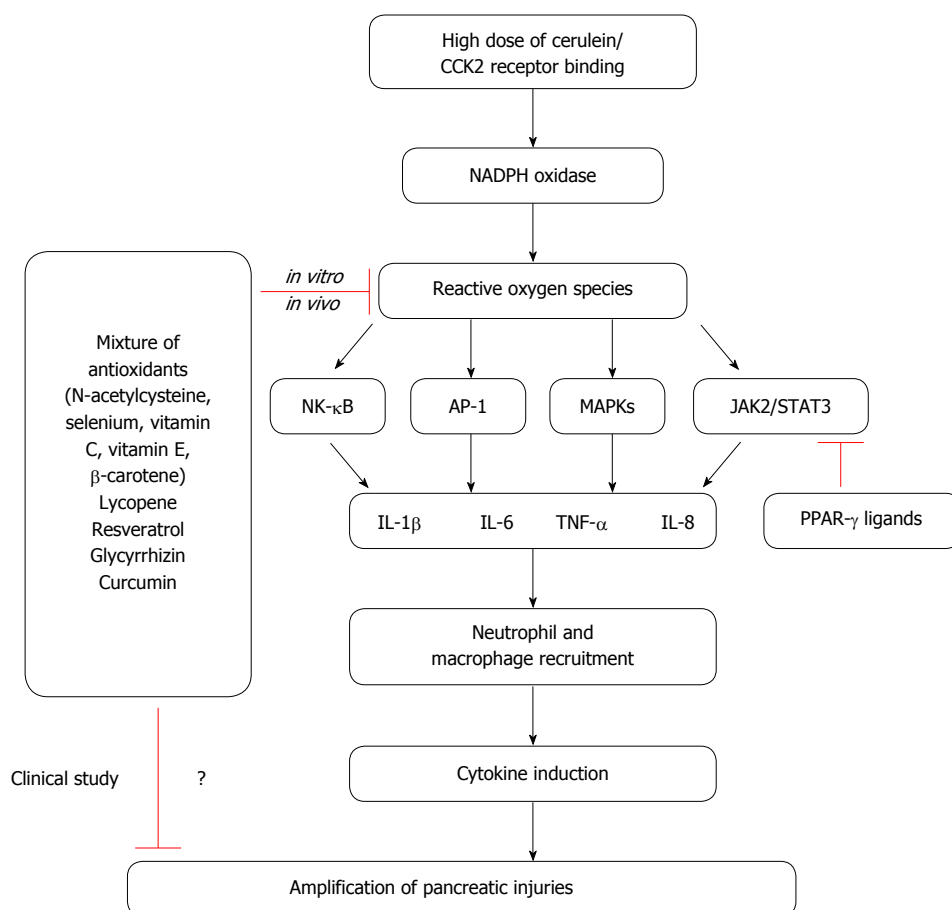 High dose of cerulein/
CCK2 receptor binding
NADPH oxidase
in vitro
in vivo
Reactive oxygen species
Mixture of
antioxidants
(N-acetylcysteine,
selenium, vitamin
C, vitamin E,
β-carotene)
Lycopene
Resveratrol
Glycyrrhizin
Curcumin
NK-κB
AP-1
MAPKs
JAK2/STAT3
IL-1β IL-6 TNF-α IL-8
PPAR-γ ligands
Neutrophil and
macrophage recruitment
Clinical study ?
Cytokine induction
Amplification of pancreatic injuries